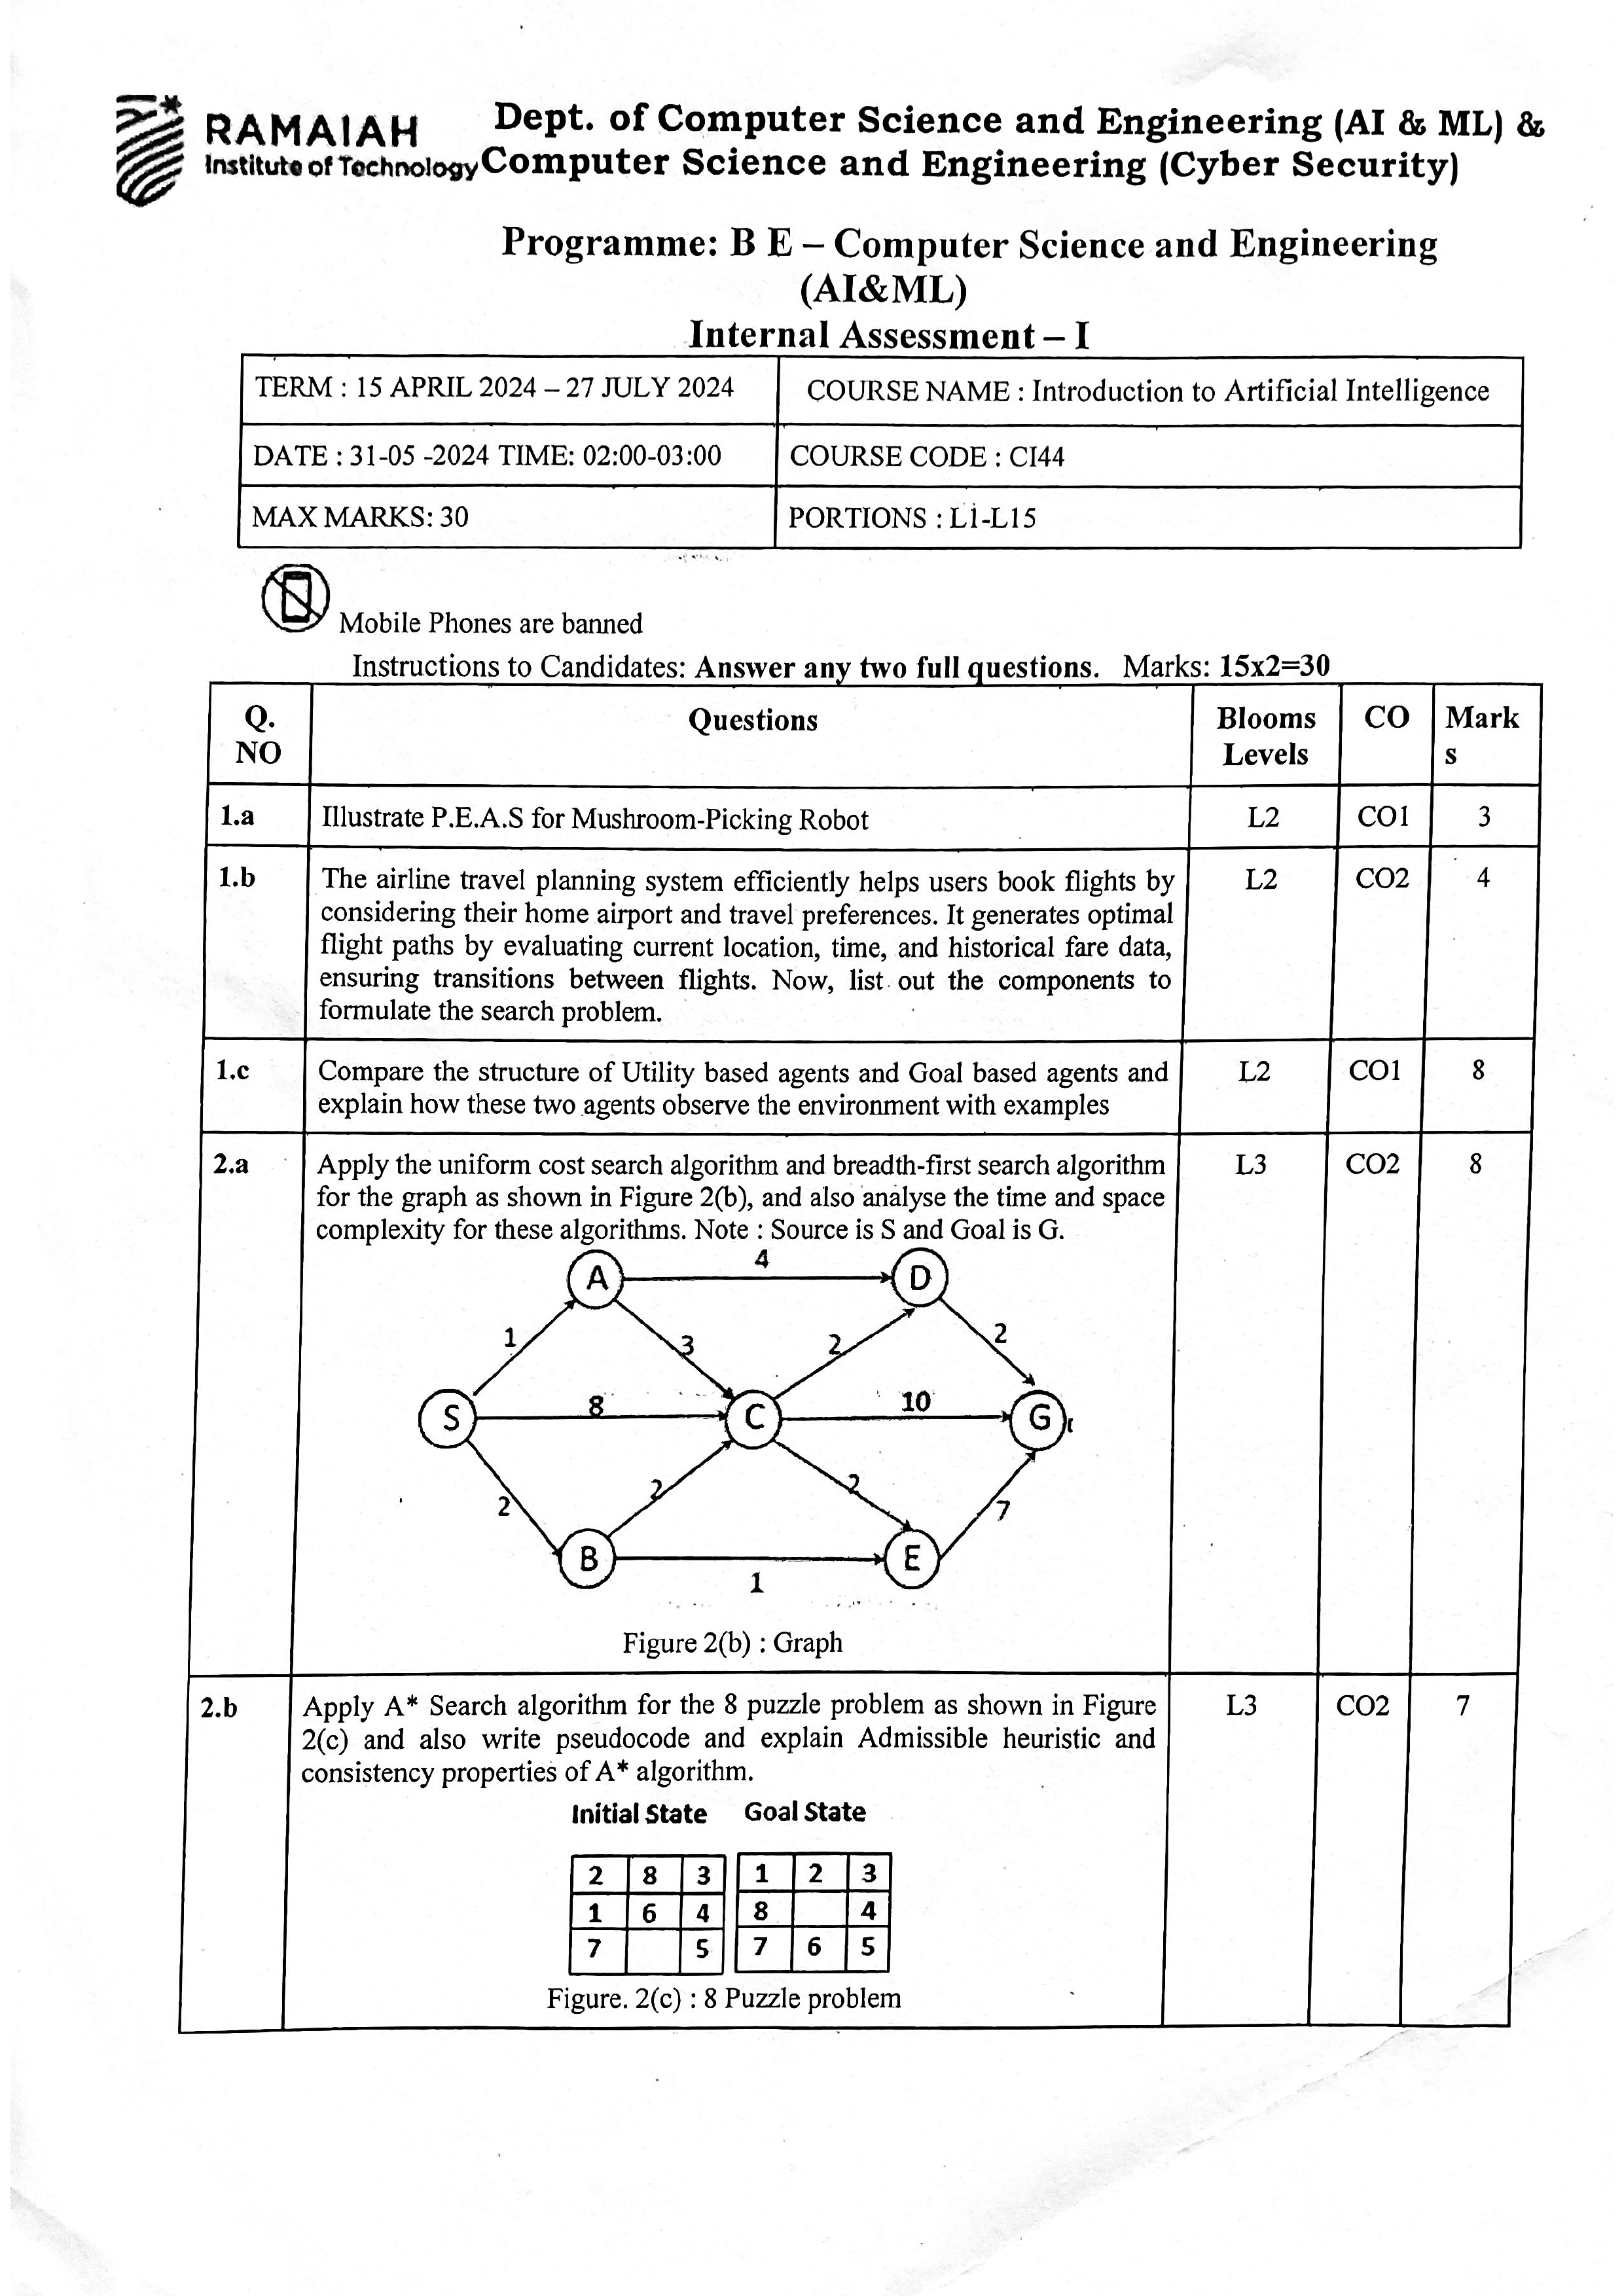 RAMAIAH
Institute of Technology
Dept. of Computer Science and Engineering (AI & ML) &
Computer Science and Engineering (Cyber Security)
Programme: B E – Computer Science and Engineering
(AI&ML)
Internal Assessment – I
TERM : 15 APRIL 2024 – 27 JULY 2024
COURSE NAME : Introduction to Artificial Intelligence
DATE : 31-05 -2024 TIME: 02:00-03:00
COURSE CODE : CI44
MAX MARKS: 30
PORTIONS : L1-L15
Mobile Phones are banned
Instructions to Candidates: Answer any two full questions. Marks: 15x2=30
Q.
NO
Questions
Blooms
Levels
CO
Mark
s
1.a
Illustrate P.E.A.S for Mushroom-Picking Robot
L2
CO1
3
1.b
The airline travel planning system efficiently helps users book flights by
considering their home airport and travel preferences. It generates optimal
flight paths by evaluating current location, time, and historical fare data,
ensuring transitions between flights. Now, list out the components to
formulate the search problem.
L2
CO2
4
1.c
Compare the structure of Utility based agents and Goal based agents and
explain how these two agents observe the environment with examples
L2
CO1
8
2.a
Apply the uniform cost search algorithm and breadth-first search algorithm
for the graph as shown in Figure 2(b), and also analyse the time and space
complexity for these algorithms. Note : Source is S and Goal is G.
L3
CO2
8
4
A
D
1
3
2
2
S
8
C
10
G
2
2
2
7
B
E
1
Figure 2(b) : Graph
2.b
Apply A* Search algorithm for the 8 puzzle problem as shown in Figure
2(c) and also write pseudocode and explain Admissible heuristic and
consistency properties of A* algorithm.
L3
CO2
7
Initial State Goal State
2 8 3 1 2 3
1 6 4 8 4
7 5 7 6 5
Figure. 2(c) : 8 Puzzle problem